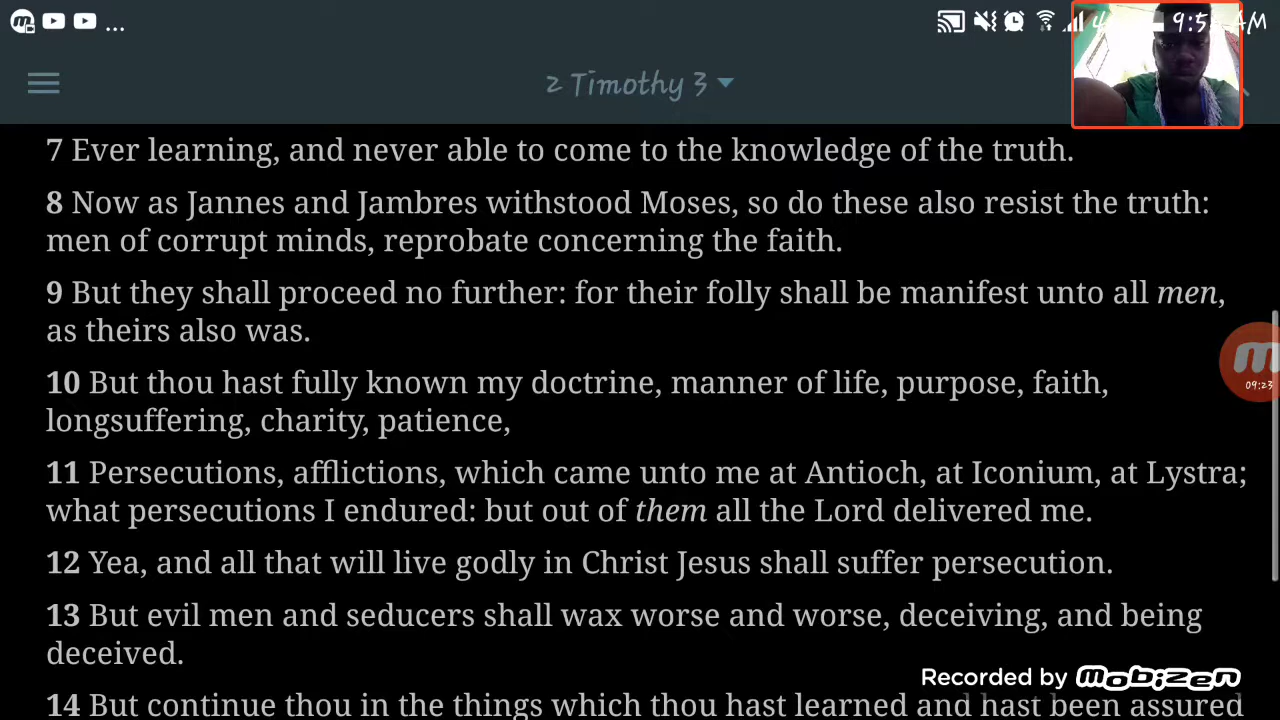 ...
9:5 AM
2 Timothy 3
7 Ever learning, and never able to come to the knowledge of the truth.
8 Now as Jannes and Jambres withstood Moses, so do these also resist the truth:
men of corrupt minds, reprobate concerning the faith.
9 But they shall proceed no further: for their folly shall be manifest unto all men,
as theirs also was.
10 But thou hast fully known my doctrine, manner of life, purpose, faith,
longsuffering, charity, patience,
11 Persecutions, afflictions, which came unto me at Antioch, at Iconium, at Lystra;
what persecutions I endured: but out of them all the Lord delivered me.
12 Yea, and all that will live godly in Christ Jesus shall suffer persecution.
13 But evil men and seducers shall wax worse and worse, deceiving, and being
deceived.
14 But continue thou in the things which thou hast learned and hast been assured
09:23
Recorded by mobizen